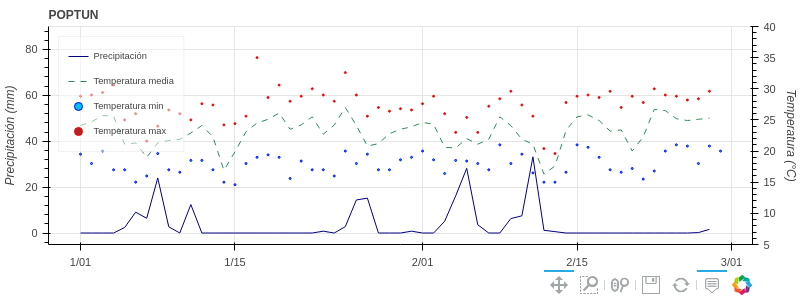 POPTUN
Precipitación
Temperatura media
Temperatura min
Temperatura max
Precipitación (mm)
80
60
40
20
0
Temperatura (°C)
40
35
30
25
20
15
10
5
1/01
1/15
2/01
2/15
3/01